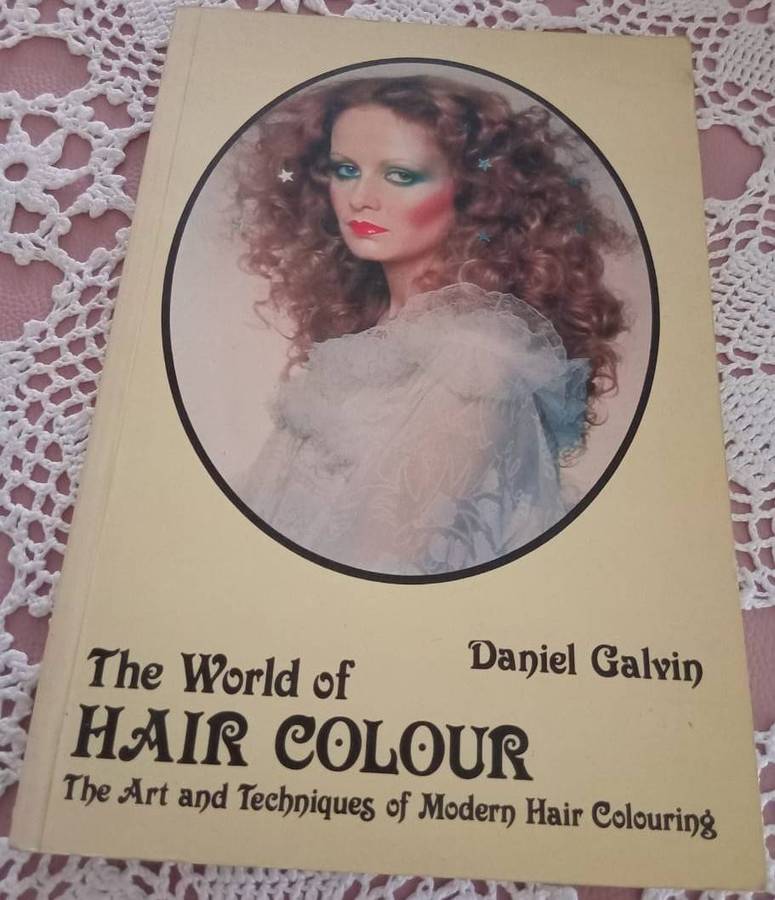 Daniel Galvin
The World of
HAIR COLOUR
The Art and Techniques of Modern Hair Colouring